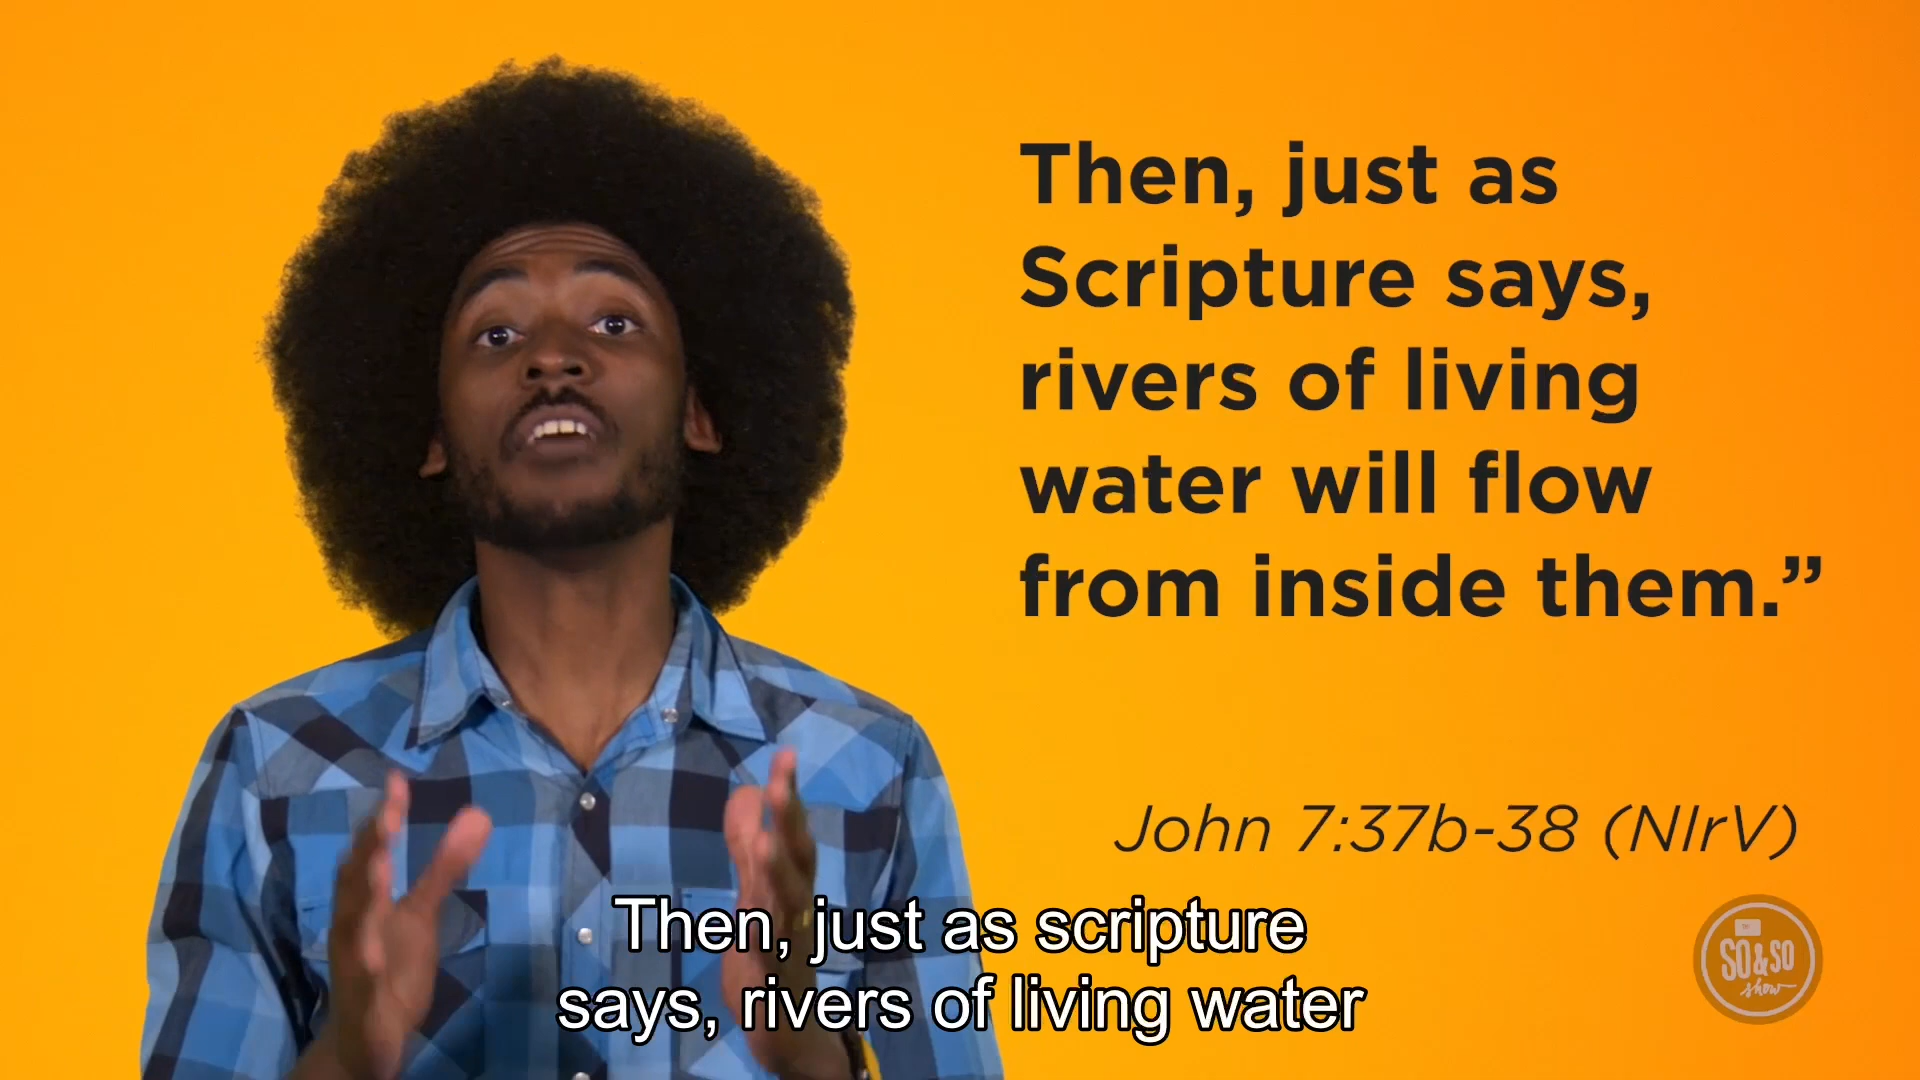 Then, just as
Scripture says,
rivers of living
water will flow
from inside them.”
John 7:37b-38 (NIrV)
SO&SO
show
Then, just as scripture
says, rivers of living water